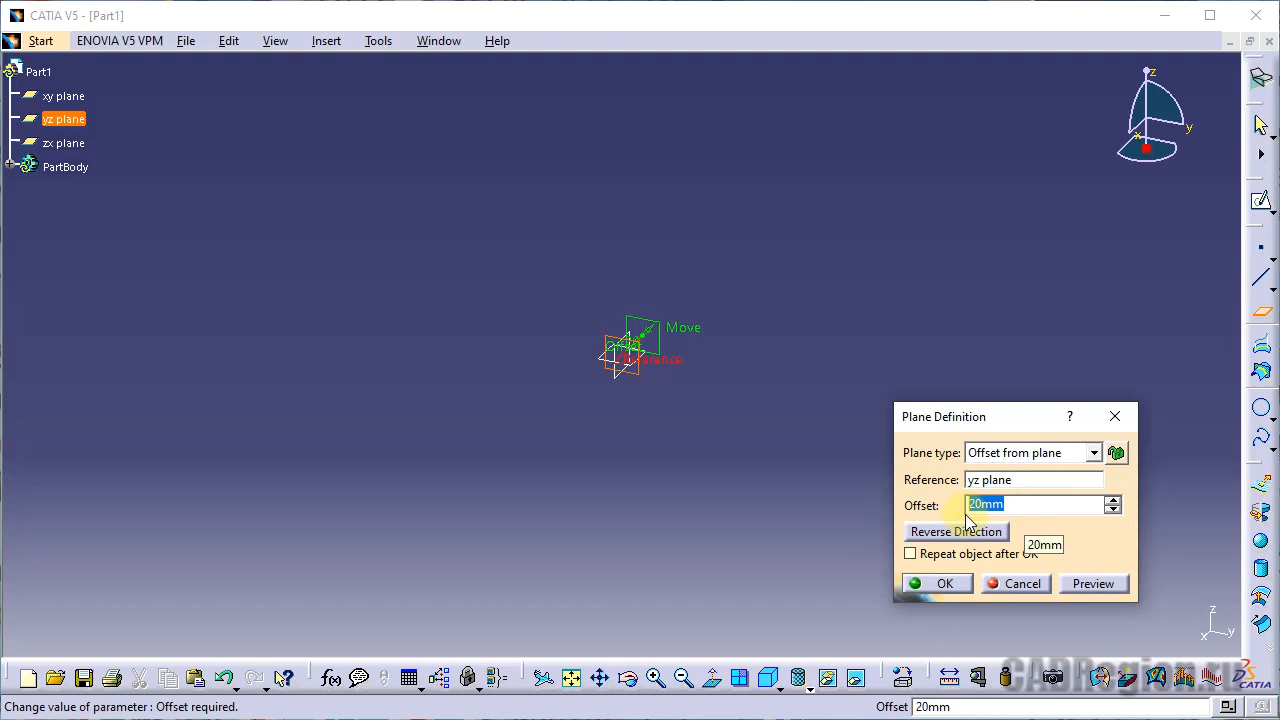 CATIA V5 - [Part1]
Start ENOVIA V5 VPM File Edit View Insert Tools Window Help
Part1
xy plane
yz plane
zx plane
PartBody
z
y
x
Move
Plane Definition ?
Plane type: Offset from plane
Reference: yz plane
Offset: 20mm
Reverse Direction
20mm
Repeat object after
OK Cancel Preview
z
x y
f(x)
CATIA
Change value of parameter : Offset required. Offset 20mm